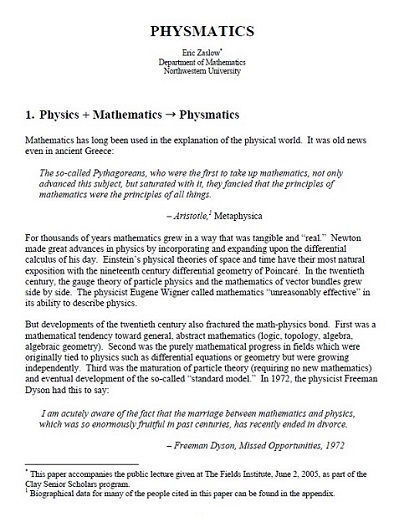 PHYSMATICS
Eric Zaslow*
Department of Mathematics
Northwestern University
1. Physics + Mathematics → Physmatics
Mathematics has long been used in the explanation of the physical world. It was old news
even in ancient Greece:
The so-called Pythagoreans, who were the first to take up mathematics, not only
advanced this subject, but saturated with it, they fancied that the principles of
mathematics were the principles of all things.
– Aristotle,¹ Metaphysica
For thousands of years mathematics grew in a way that was tangible and “real.” Newton
made great advances in physics by incorporating and expanding upon the differential
calculus of his day. Einstein’s physical theories of space and time have their most natural
exposition with the nineteenth century differential geometry of Poincaré. In the twentieth
century, the gauge theory of particle physics and the mathematics of vector bundles grew
side by side. The physicist Eugene Wigner called mathematics “unreasonably effective” in
its ability to describe physics.
But developments of the twentieth century also fractured the math-physics bond. First was a
mathematical tendency toward general, abstract mathematics (logic, topology, algebra,
algebraic geometry). Second was the purely mathematical progress in fields which were
originally tied to physics such as differential equations or geometry but were growing
independently. Third was the maturation of particle theory (requiring no new mathematics)
and eventual development of the so-called “standard model.” In 1972, the physicist Freeman
Dyson had this to say:
I am acutely aware of the fact that the marriage between mathematics and physics,
which was so enormously fruitful in past centuries, has recently ended in divorce.
– Freeman Dyson, Missed Opportunities, 1972
* This paper accompanies the public lecture given at The Fields Institute, June 2, 2005, as part of the
Clay Senior Scholars program.
¹ Biographical data for many of the people cited in this paper can be found in the appendix.